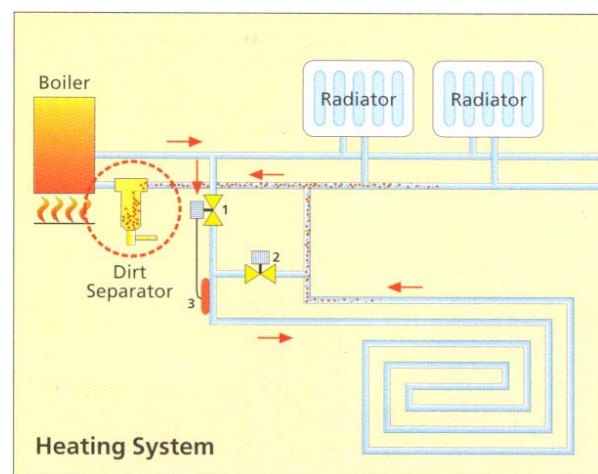 Boiler
Radiator
Radiator
1
Dirt
Separator
2
3
Heating System